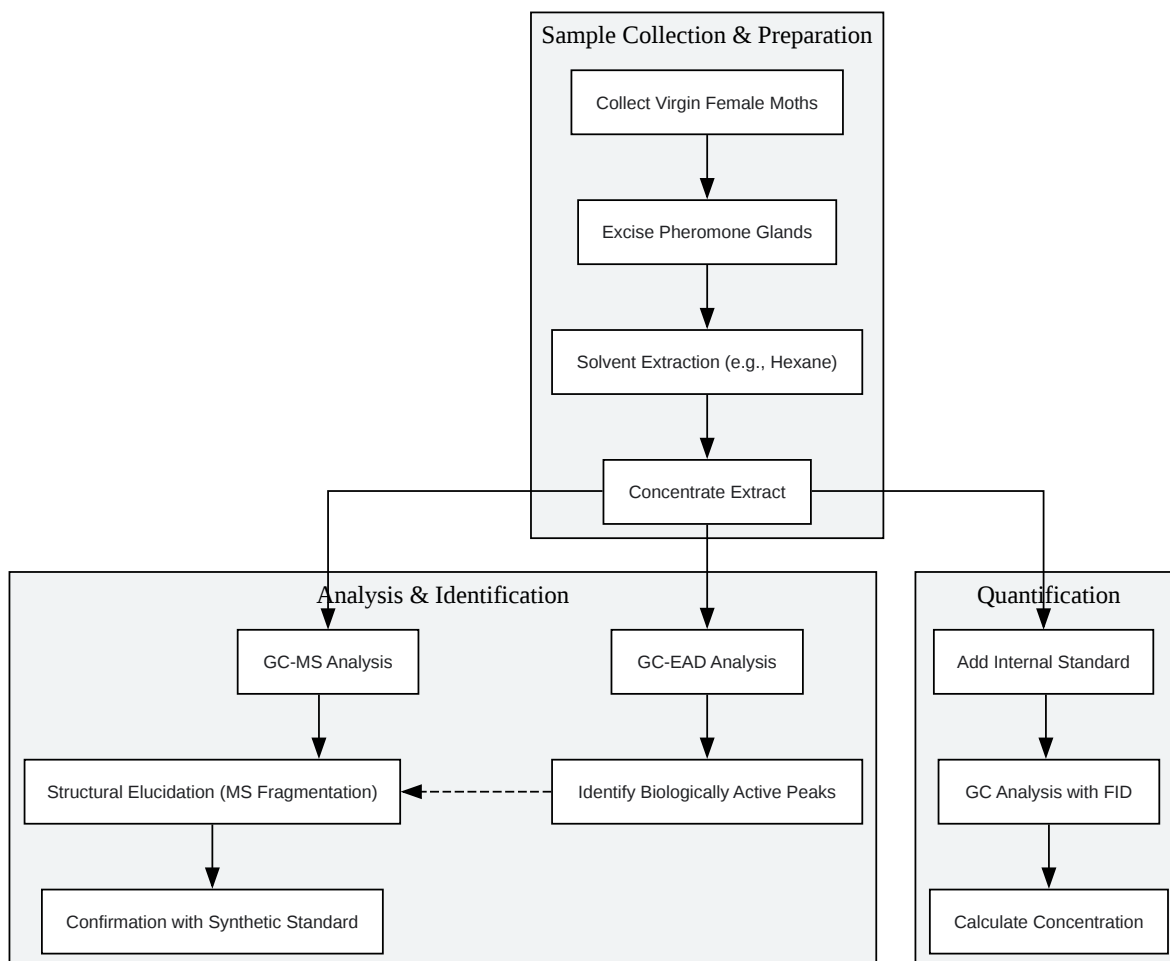 Sample Collection & Preparation
Collect Virgin Female Moths
Excise Pheromone Glands
Solvent Extraction (e.g., Hexane)
Concentrate Extract
Analysis & Identification
GC-MS Analysis
GC-EAD Analysis
Structural Elucidation (MS Fragmentation)
Identify Biologically Active Peaks
Confirmation with Synthetic Standard
Quantification
Add Internal Standard
GC Analysis with FID
Calculate Concentration